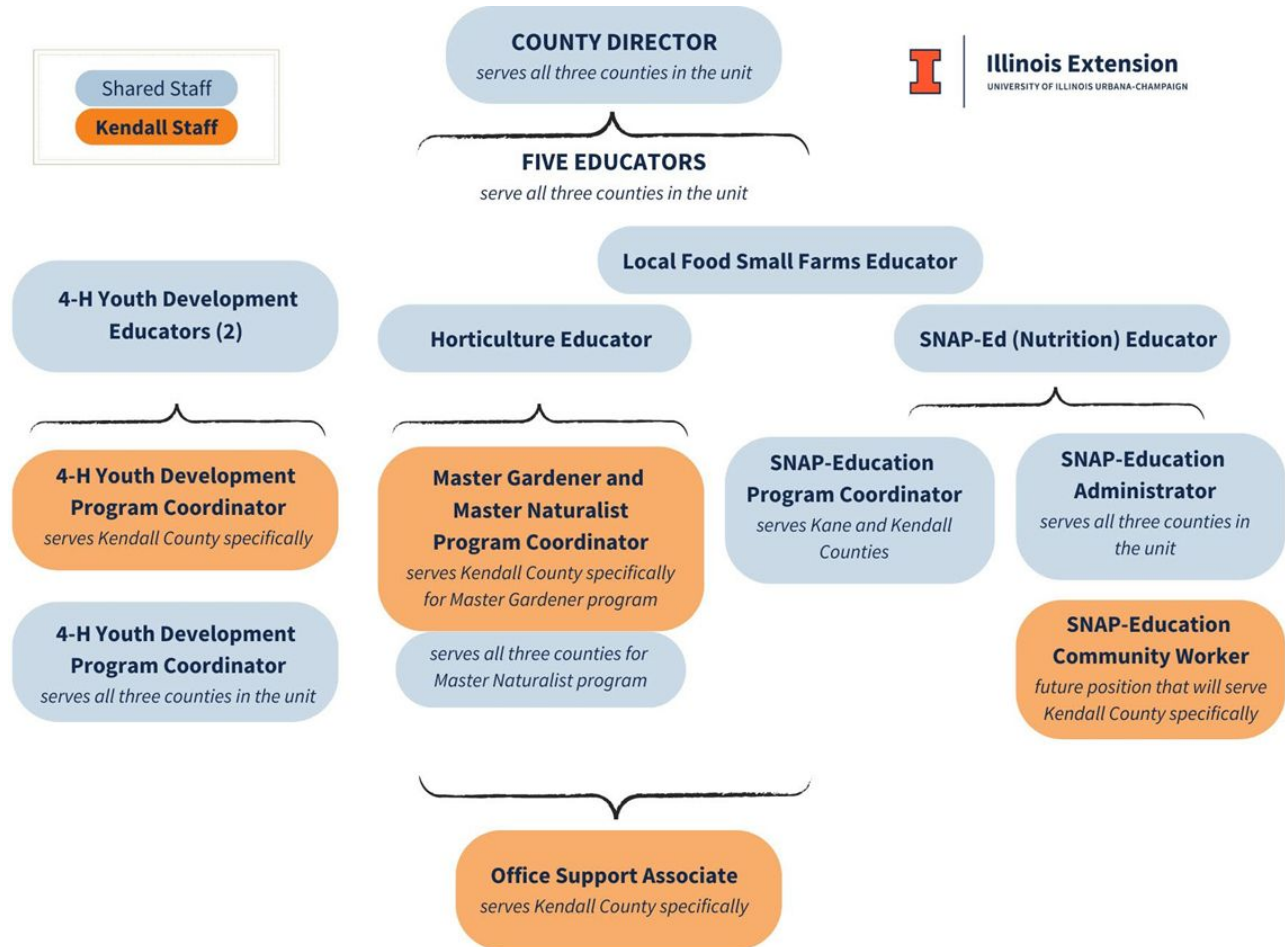 COUNTY DIRECTOR
serves all three counties in the unit
Shared Staff
Kendall Staff
Illinois Extension
UNIVERSITY OF ILLINOIS URBANA-CHAMPAIGN
FIVE EDUCATORS
serve all three counties in the unit
Local Food Small Farms Educator
4-H Youth Development
Educators (2)
Horticulture Educator
SNAP-Ed (Nutrition) Educator
4-H Youth Development
Program Coordinator
serves Kendall County specifically
Master Gardener and
Master Naturalist
Program Coordinator
serves Kendall County specifically
for Master Gardener program
SNAP-Education
Program Coordinator
serves Kane and Kendall
Counties
SNAP-Education
Administrator
serves all three counties in
the unit
4-H Youth Development
Program Coordinator
serves all three counties in the unit
serves all three counties for
Master Naturalist program
SNAP-Education
Community Worker
future position that will serve
Kendall County specifically
Office Support Associate
serves Kendall County specifically